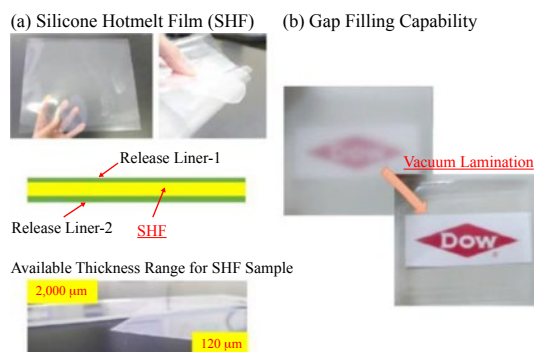 (a) Silicone Hotmelt Film (SHF)
Release Liner-1
Release Liner-2
SHF
Available Thickness Range for SHF Sample
2,000 μm
120 μm
(b) Gap Filling Capability
Dow
Vacuum Lamination
Dow
®